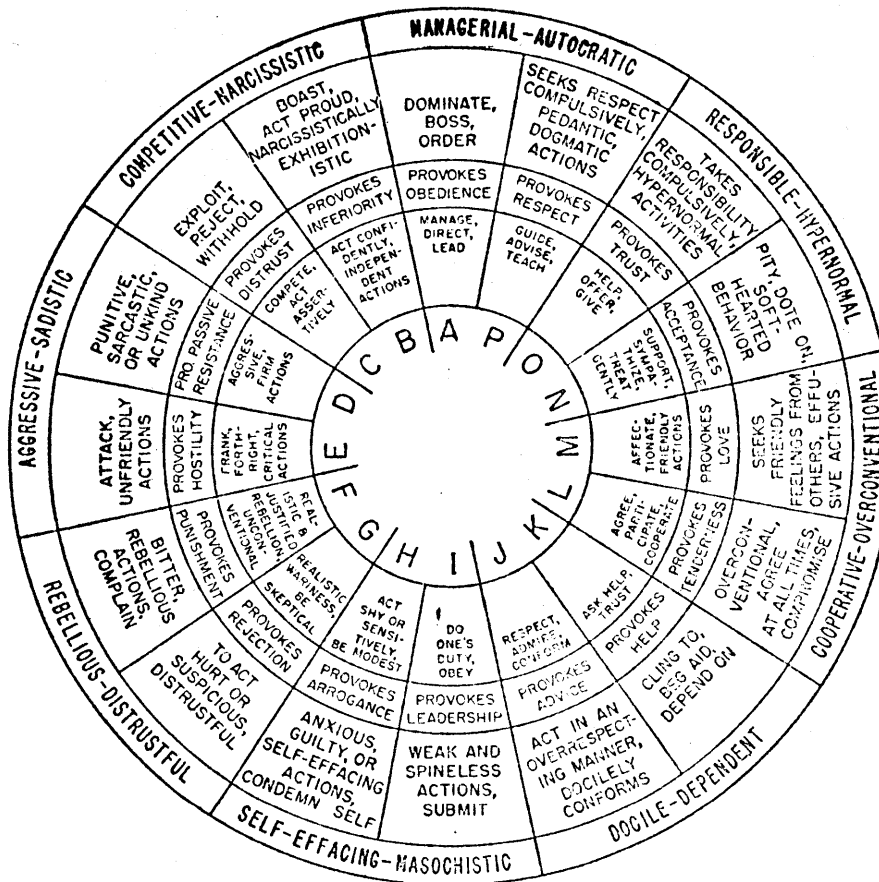 MANAGERIAL-AUTOCRATIC
RESPONSIBLE-HYPERNORMAL
COOPERATIVE-OVERCONVENTIONAL
DOCILE-DEPENDENT
SELF-EFFACING-MASOCHISTIC
REBELLIOUS-DISTRUSTFUL
AGGRESSIVE-SADISTIC
COMPETITIVE-NARCISSISTIC
DOMINATE,
BOSS,
ORDER
PROVOKES
OBEDIENCE
MANAGE,
DIRECT,
LEAD
A
SEEKS RESPECT
COMPULSIVELY,
PEDANTIC,
DOGMATIC
ACTIONS
PROVOKES
RESPECT
GUIDE,
ADVISE,
TEACH
P
TAKES
RESPONSIBILITY
COMPULSIVELY,
HYPERNORMAL
ACTIVITIES
PROVOKES
TRUST
HELP,
OFFER,
GIVE
O
PITY, DOTE ON,
SOFT-
HEARTED
BEHAVIOR
PROVOKES
ACCEPTANCE
SUPPORT,
SYMPA-
THIZE,
TREAT
GENTLY
N
SEEKS
FRIENDLY
FEELINGS FROM
OTHERS, EFFU-
SIVE ACTIONS
PROVOKES
LOVE
AFFEC-
TIONATE,
FRIENDLY
ACTIONS
M
OVERCON-
VENTIONAL,
AGREE
AT ALL TIMES,
COMPROMISE
PROVOKES
TENDERNESS
AGREE,
PARTI-
CIPATE,
COOPERATE
L
CLING TO,
BEG AID,
DEPEND ON
PROVOKES
HELP
ASK HELP,
TRUST
K
ACT IN AN
OVERRESPECT-
ING MANNER,
DOCILELY
CONFORMS
PROVOKES
ADVICE
RESPECT,
ADMIRE,
CONFORM
J
WEAK AND
SPINELESS
ACTIONS,
SUBMIT
PROVOKES
LEADERSHIP
DO
ONE'S
DUTY,
OBEY
I
ANXIOUS,
GUILTY, OR
SELF-EFFACING
ACTIONS,
CONDEMN SELF
PROVOKES
ARROGANCE
ACT
SHY OR
SENSI-
TIVELY,
BE MODEST
H
TO ACT
HURT OR
SUSPICIOUS,
DISTRUSTFUL
PROVOKES
REJECTION
REALISTIC
WARINESS,
BE
SKEPTICAL
G
BITTER,
REBELLIOUS
ACTIONS,
COMPLAIN
PROVOKES
PUNISHMENT
REAL-
ISTIC &
JUSTIFIED
REBELLION,
UNCON-
VENTIONAL
F
ATTACK,
UNFRIENDLY
ACTIONS
PROVOKES
HOSTILITY
FRANK,
FORTH-
RIGHT,
CRITICAL
ACTIONS
E
PUNITIVE,
SARCASTIC,
OR UNKIND
ACTIONS
PRO. PASSIVE
RESISTANCE
AGGRES-
SIVE, FIRM
ACTIONS
D
EXPLOIT,
REJECT,
WITHHOLD
PROVOKES
DISTRUST
COMPETE,
ACT
ASSER-
TIVELY
C
BOAST,
ACT PROUD,
NARCISSISTICALLY
EXHIBITION-
ISTIC
PROVOKES
INFERIORITY
ACT CONFI-
DENTLY,
INDEPEN-
DENT
ACTIONS
B